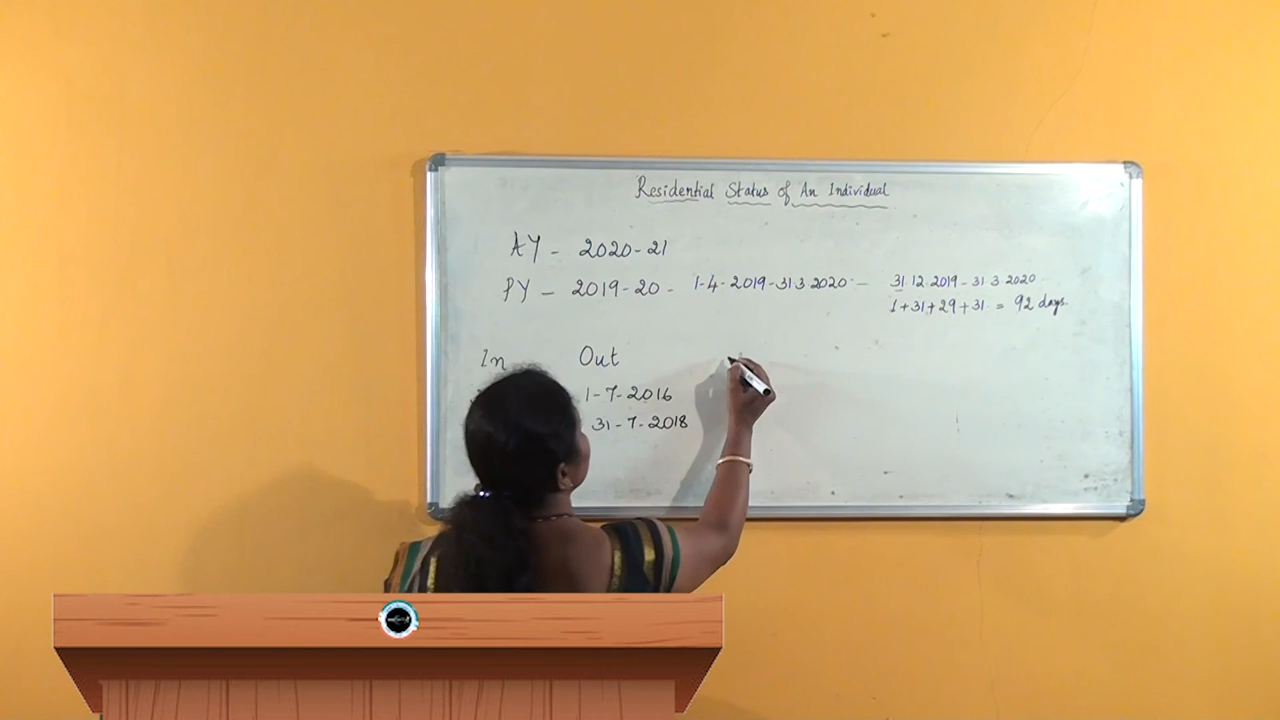 Residential Status of An Individual
AY - 2020-21
PY - 2019-20 - 1-4-2019-31.3.2020 - 31.12.2019-31.3.2020
1+31+29+31 = 92 days
In Out
1-7-2016
31-7-2018